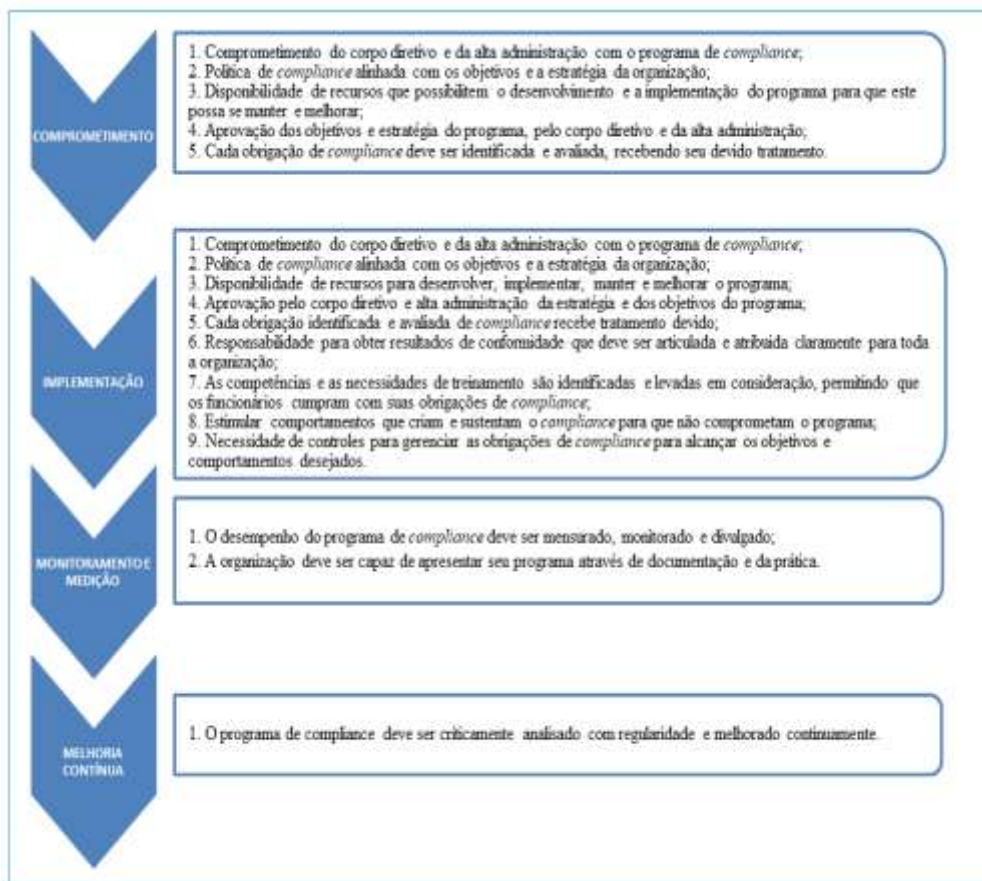 COMPROMETIMENTO
1. Comprometimento do corpo diretivo e da alta administração com o programa de compliance;
2. Política de compliance alinhada com os objetivos e a estratégia da organização;
3. Disponibilidade de recursos que possibilitem o desenvolvimento e a implementação do programa para que este
possa se manter e melhorar;
4. Aprovação dos objetivos e estratégia do programa, pelo corpo diretivo e da alta administração;
5. Cada obrigação de compliance deve ser identificada e avaliada, recebendo seu devido tratamento.
IMPLEMENTAÇÃO
1. Comprometimento do corpo diretivo e da alta administração com o programa de compliance;
2. Política de compliance alinhada com os objetivos e a estratégia da organização;
3. Disponibilidade de recursos para desenvolver, implementar, manter e melhorar o programa;
4. Aprovação pelo corpo diretivo e alta administração da estratégia e dos objetivos do programa;
5. Cada obrigação identificada e avaliada de compliance recebe tratamento devido;
6. Responsabilidade para obter resultados de conformidade que deve ser articulada e atribuida claramente para toda
a organização;
7. As competências e as necessidades de treinamento são identificadas e levadas em consideração, permitindo que
os funcionários cumpram com suas obrigações de compliance;
8. Estimular comportamentos que criam e sustentam o compliance para que não comprometam o programa;
9. Necessidade de controles para gerenciar as obrigações de compliance para alcançar os objetivos e
comportamentos desejados.
MONITORAMENTO E
MEDIÇÃO
1. O desempenho do programa de compliance deve ser mensurado, monitorado e divulgado;
2. A organização deve ser capaz de apresentar seu programa através de documentação e da prática.
MELHORIA
CONTÍNUA
1. O programa de compliance deve ser criticamente analisado com regularidade e melhorado continuamente.